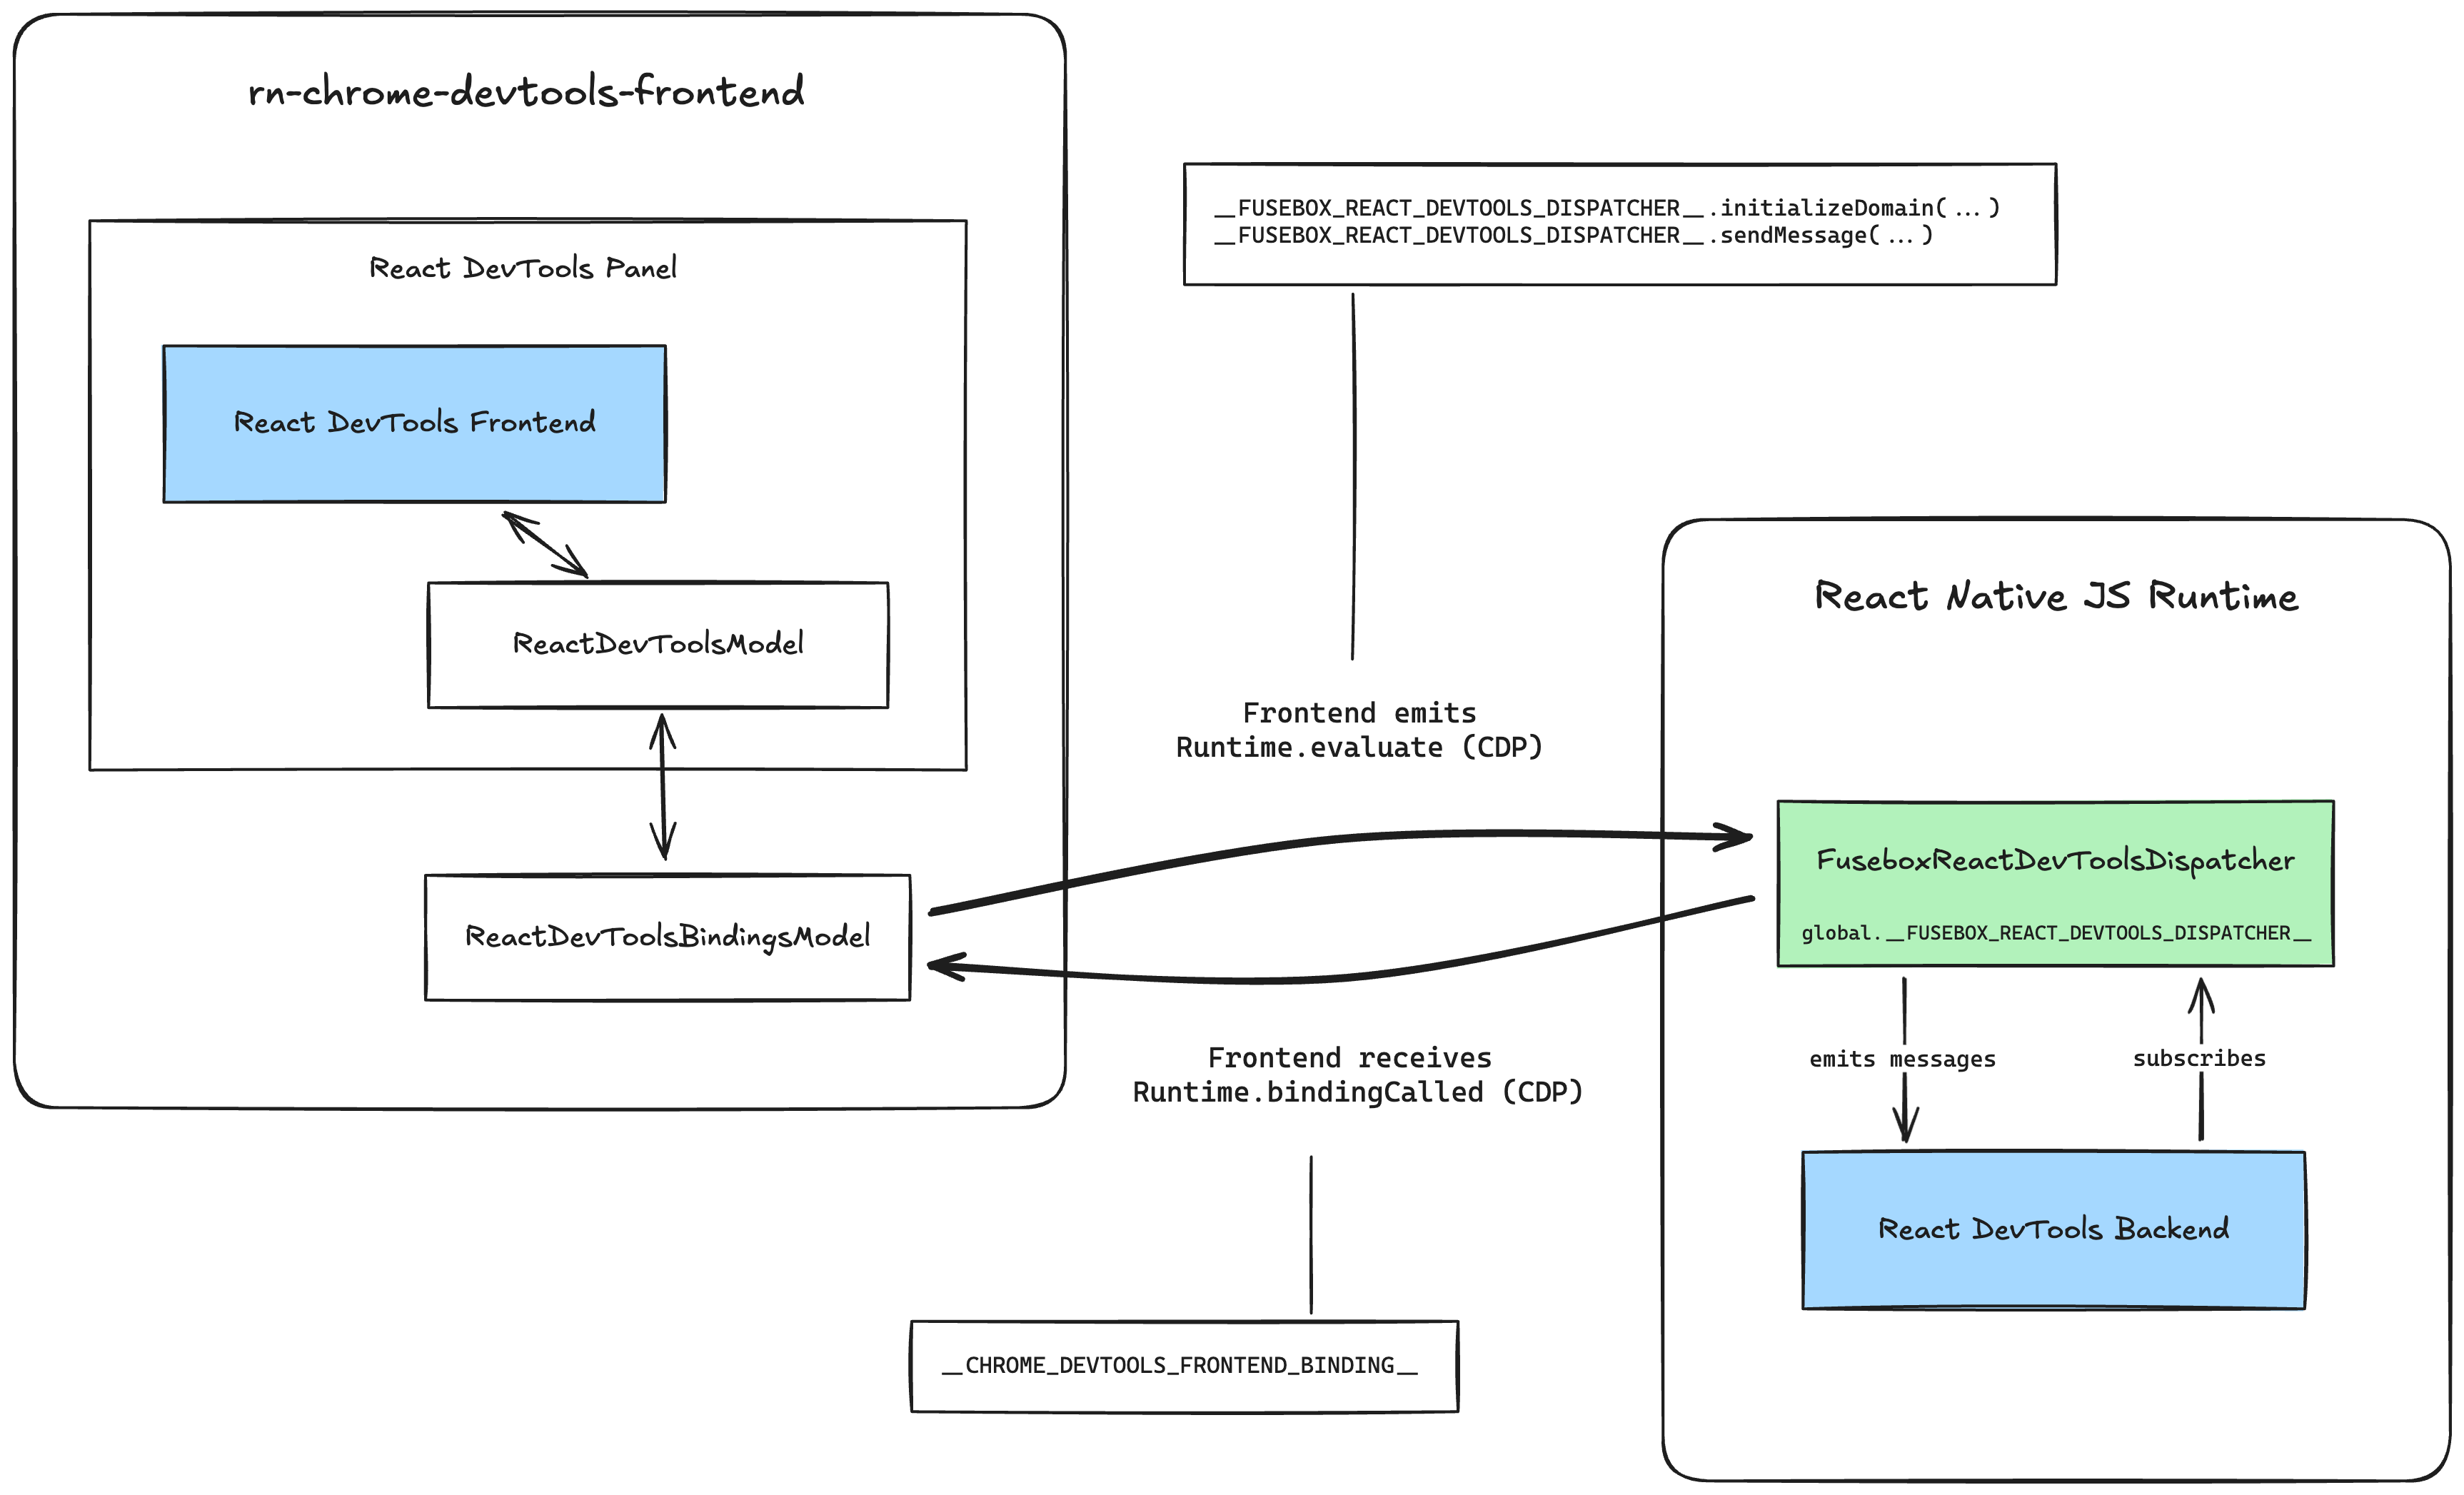 rn-chrome-devtools-frontend
React DevTools Panel
React DevTools Frontend
ReactDevToolsModel
ReactDevToolsBindingsModel
__FUSEBOX_REACT_DEVTOOLS_DISPATCHER__.initializeDomain(...)
__FUSEBOX_REACT_DEVTOOLS_DISPATCHER__.sendMessage(...)
Frontend emits
Runtime.evaluate (CDP)
Frontend receives
Runtime.bindingCalled (CDP)
__CHROME_DEVTOOLS_FRONTEND_BINDING__
React Native JS Runtime
FuseboxReactDevToolsDispatcher
global.__FUSEBOX_REACT_DEVTOOLS_DISPATCHER__
emits messages
subscribes
React DevTools Backend